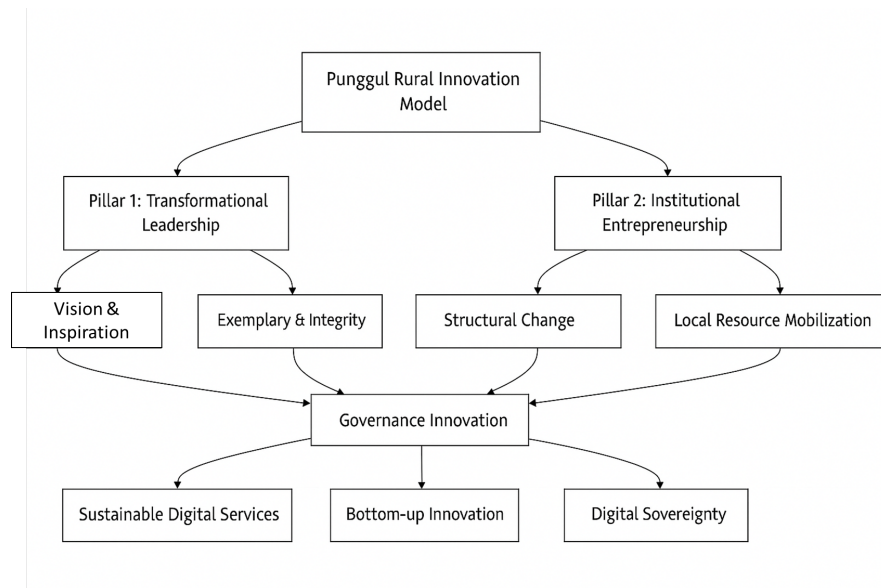 Punggul Rural Innovation
Model
Pillar 1: Transformational
Leadership
Pillar 2: Institutional
Entrepreneurship
Vision &
Inspiration
Exemplary & Integrity
Structural Change
Local Resource Mobilization
Governance Innovation
Sustainable Digital Services
Bottom-up Innovation
Digital Sovereignty